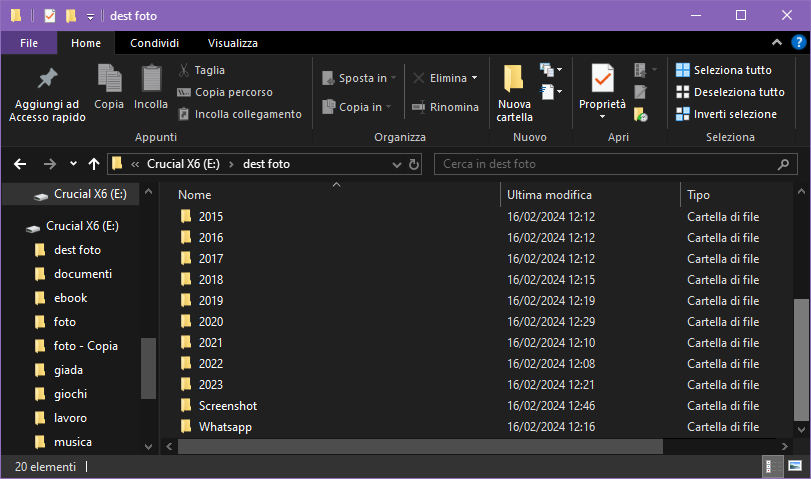 dest foto
File Home Condividi Visualizza
Aggiungi ad Accesso rapido
Copia
Incolla
Taglia
Copia percorso
Incolla collegamento
Appunti
Sposta in
Copia in
Elimina
Rinomina
Organizza
Nuova cartella
Nuovo
Proprietà
Apri
Seleziona tutto
Deseleziona tutto
Inverti selezione
Seleziona
« Crucial X6 (E:) › dest foto
Cerca in dest foto
Crucial X6 (E:)
Crucial X6 (E:)
dest foto
documenti
ebook
foto
foto - Copia
giada
giochi
lavoro
musica
Nome Ultima modifica Tipo
2015 16/02/2024 12:12 Cartella di file
2016 16/02/2024 12:12 Cartella di file
2017 16/02/2024 12:12 Cartella di file
2018 16/02/2024 12:15 Cartella di file
2019 16/02/2024 12:19 Cartella di file
2020 16/02/2024 12:29 Cartella di file
2021 16/02/2024 12:10 Cartella di file
2022 16/02/2024 12:08 Cartella di file
2023 16/02/2024 12:21 Cartella di file
Screenshot 16/02/2024 12:46 Cartella di file
Whatsapp 16/02/2024 12:16 Cartella di file
20 elementi